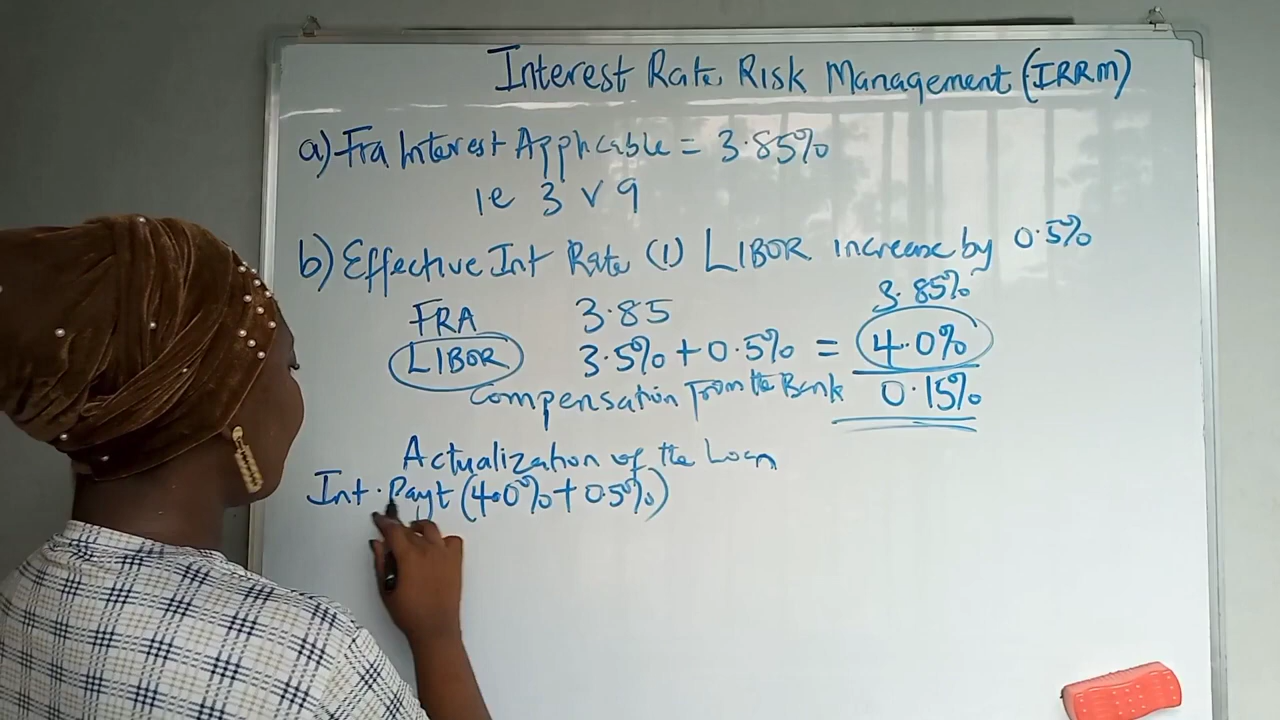 Interest Rate Risk Management (IRRM)
a) Fra Interest Applicable = 3.85%
ie 3 v 9
b) Effective Int Rate (1) LIBOR increase by 0.5%
3.85%
FRA 3.85
LIBOR 3.5% + 0.5% = 4.0%
Compensation from the Bank 0.15%
Actualization of the Loan
Int. Payt (4.0% + 0.5%)